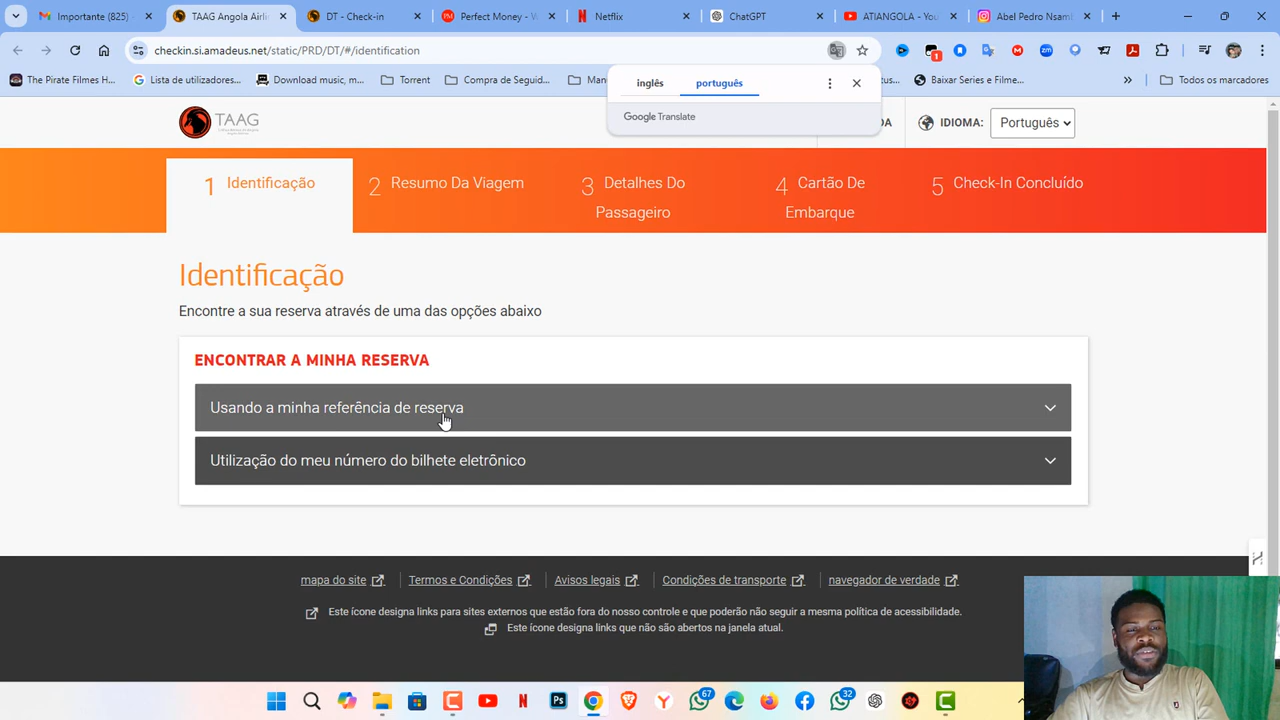 Importante (825)
TAAG Angola Airlin
DT - Check-in
Perfect Money - W
Netflix
ChatGPT
ATIANGOLA - You
Abel Pedro Nsamb
checkin.si.amadeus.net/static/PRD/DT/#/identification
1
The Pirate Filmes H...
Lista de utilizadores...
Download music, m...
Torrent
Compra de Seguid...
Man
tus...
Baixar Series e Filme...
»
Todos os marcadores
inglês
português
Google Translate
TAAG
DA
IDIOMA:
Português
1 Identificação
2 Resumo Da Viagem
3 Detalhes Do
Passageiro
4 Cartão De
Embarque
5 Check-In Concluído
Identificação
Encontre a sua reserva através de uma das opções abaixo
ENCONTRAR A MINHA RESERVA
Usando a minha referência de reserva
Utilização do meu número do bilhete eletrônico
mapa do site
Termos e Condições
Avisos legais
Condições de transporte
navegador de verdade
Este ícone designa links para sites externos que estão fora do nosso controle e que poderão não seguir a mesma política de acessibilidade.
Este ícone designa links que não são abertos na janela atual.
67
32